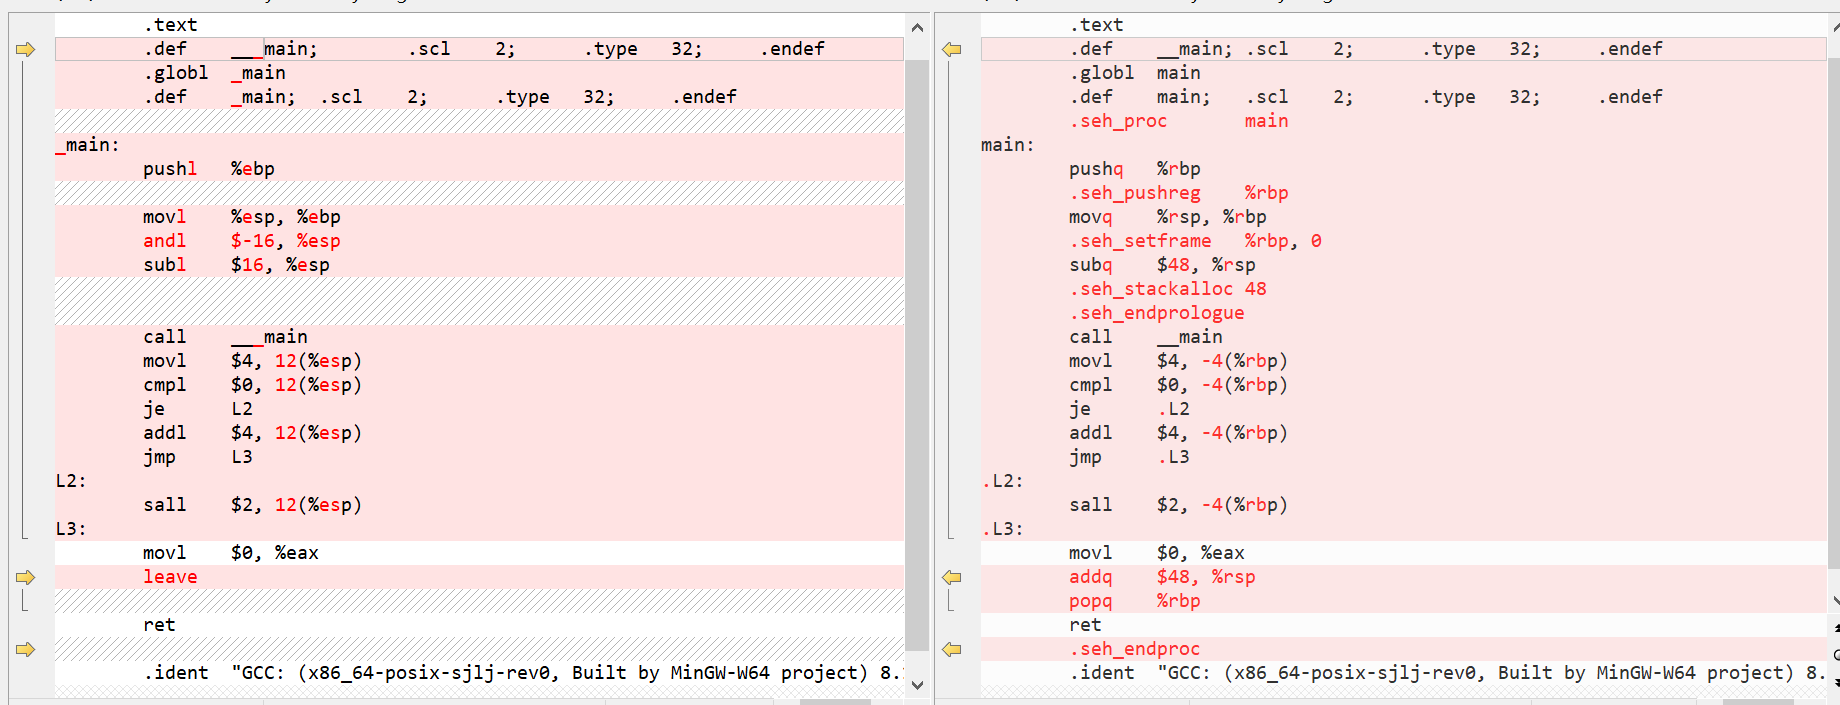 .text
.def ___main; .scl 2; .type 32; .endef
.globl _main
.def _main; .scl 2; .type 32; .endef
_main:
pushl %ebp
movl %esp, %ebp
andl $-16, %esp
subl $16, %esp
call ___main
movl $4, 12(%esp)
cmpl $0, 12(%esp)
je L2
addl $4, 12(%esp)
jmp L3
L2:
sall $2, 12(%esp)
L3:
movl $0, %eax
leave
ret
.ident "GCC: (x86_64-posix-sjlj-rev0, Built by MinGW-W64 project) 8.
.text
.def __main; .scl 2; .type 32; .endef
.globl main
.def main; .scl 2; .type 32; .endef
.seh_proc main
main:
pushq %rbp
.seh_pushreg %rbp
movq %rsp, %rbp
.seh_setframe %rbp, 0
subq $48, %rsp
.seh_stackalloc 48
.seh_endprologue
call __main
movl $4, -4(%rbp)
cmpl $0, -4(%rbp)
je .L2
addl $4, -4(%rbp)
jmp .L3
.L2:
sall $2, -4(%rbp)
.L3:
movl $0, %eax
addq $48, %rsp
popq %rbp
ret
.seh_endproc
.ident "GCC: (x86_64-posix-sjlj-rev0, Built by MinGW-W64 project) 8.